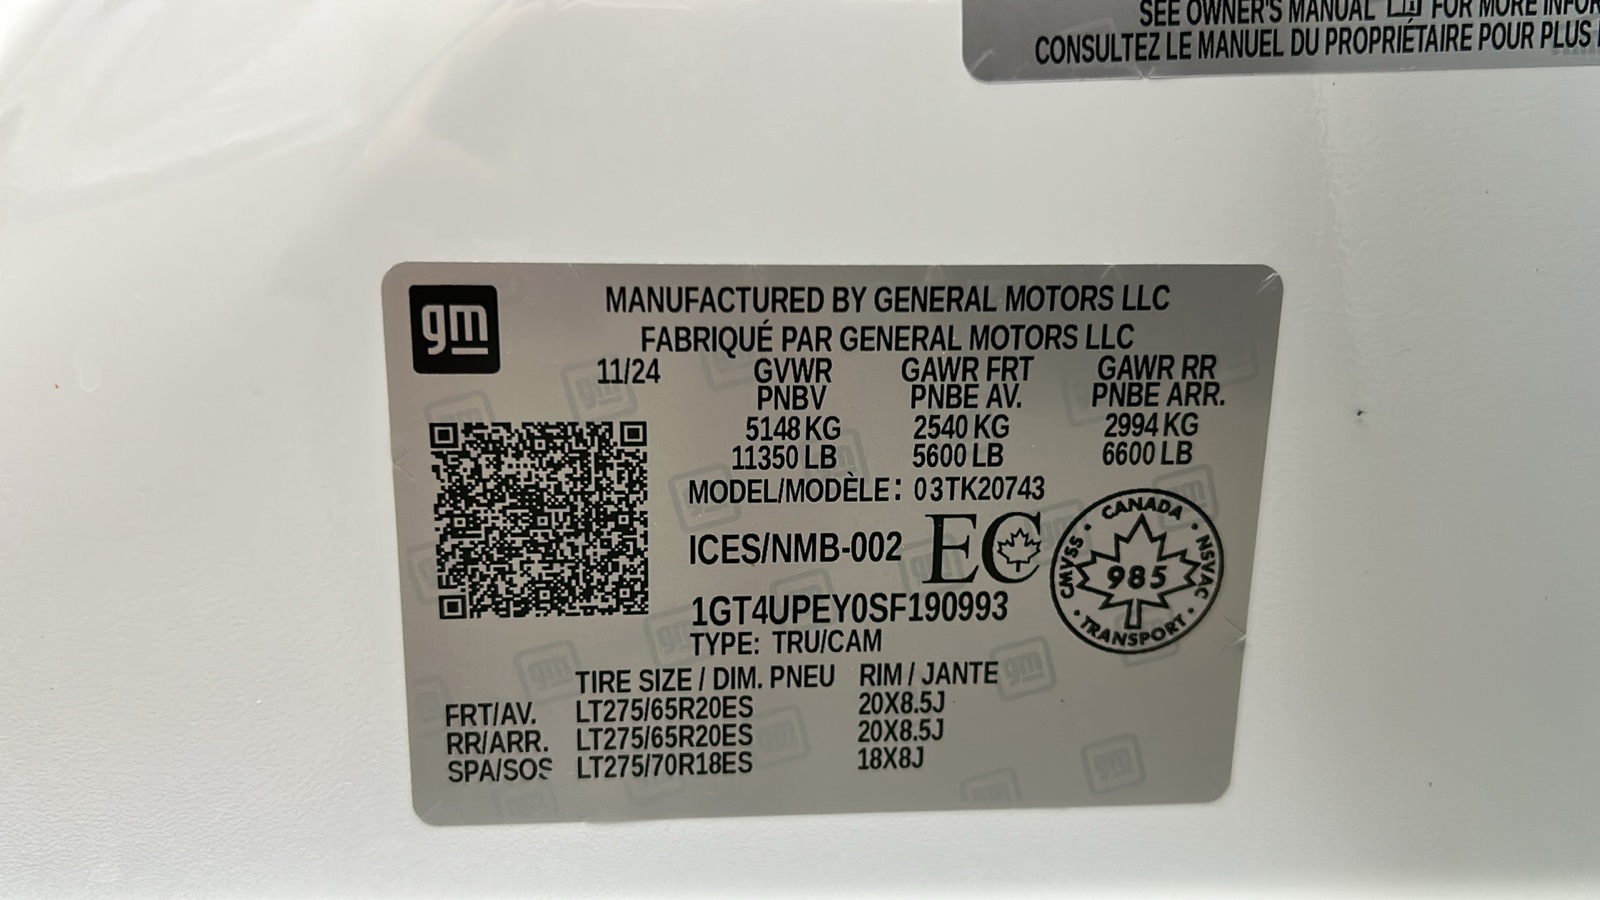 SEE OWNER'S MANUAL FOR MORE
CONSULTEZ LE MANUEL DU PROPRIÉTAIRE POUR PLUS
gm
MANUFACTURED BY GENERAL MOTORS LLC
FABRIQUÉ PAR GENERAL MOTORS LLC
11/24 GVWR GAWR FRT GAWR RR
PNBV PNBE AV. PNBE ARR.
5148 KG 2540 KG 2994 KG
11350 LB 5600 LB 6600 LB
MODEL/MODÈLE: 03TK20743
ICES/NMB-002 EC
CANADA
CMVSS 985 NSVAC
TRANSPORT
1GT4UPEY0SF190993
TYPE: TRU/CAM
TIRE SIZE / DIM. PNEU RIM / JANTE
FRT/AV. LT275/65R20ES 20X8.5J
RR/ARR. LT275/65R20ES 20X8.5J
SPA/SOS LT275/70R18ES 18X8J